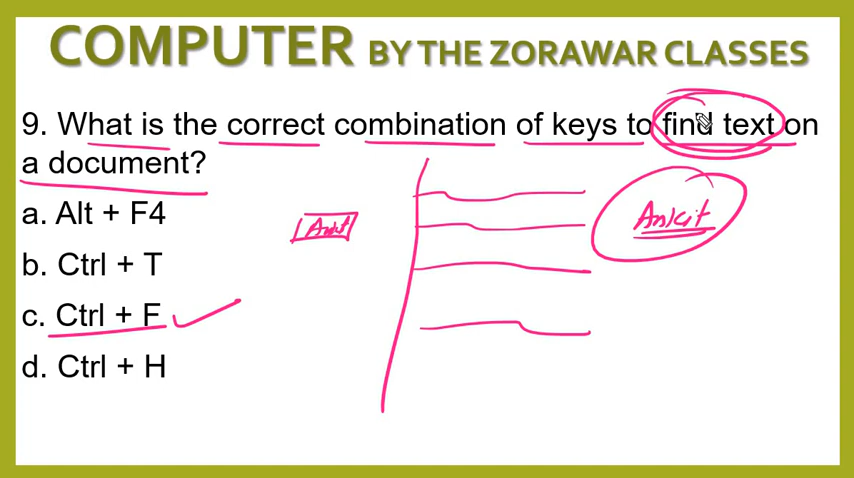 COMPUTER BY THE ZORAWAR CLASSES
9. What is the correct combination of keys to find text on
a document?
a. Alt + F4
Ankit
b. Ctrl + T
c. Ctrl + F
d. Ctrl + H